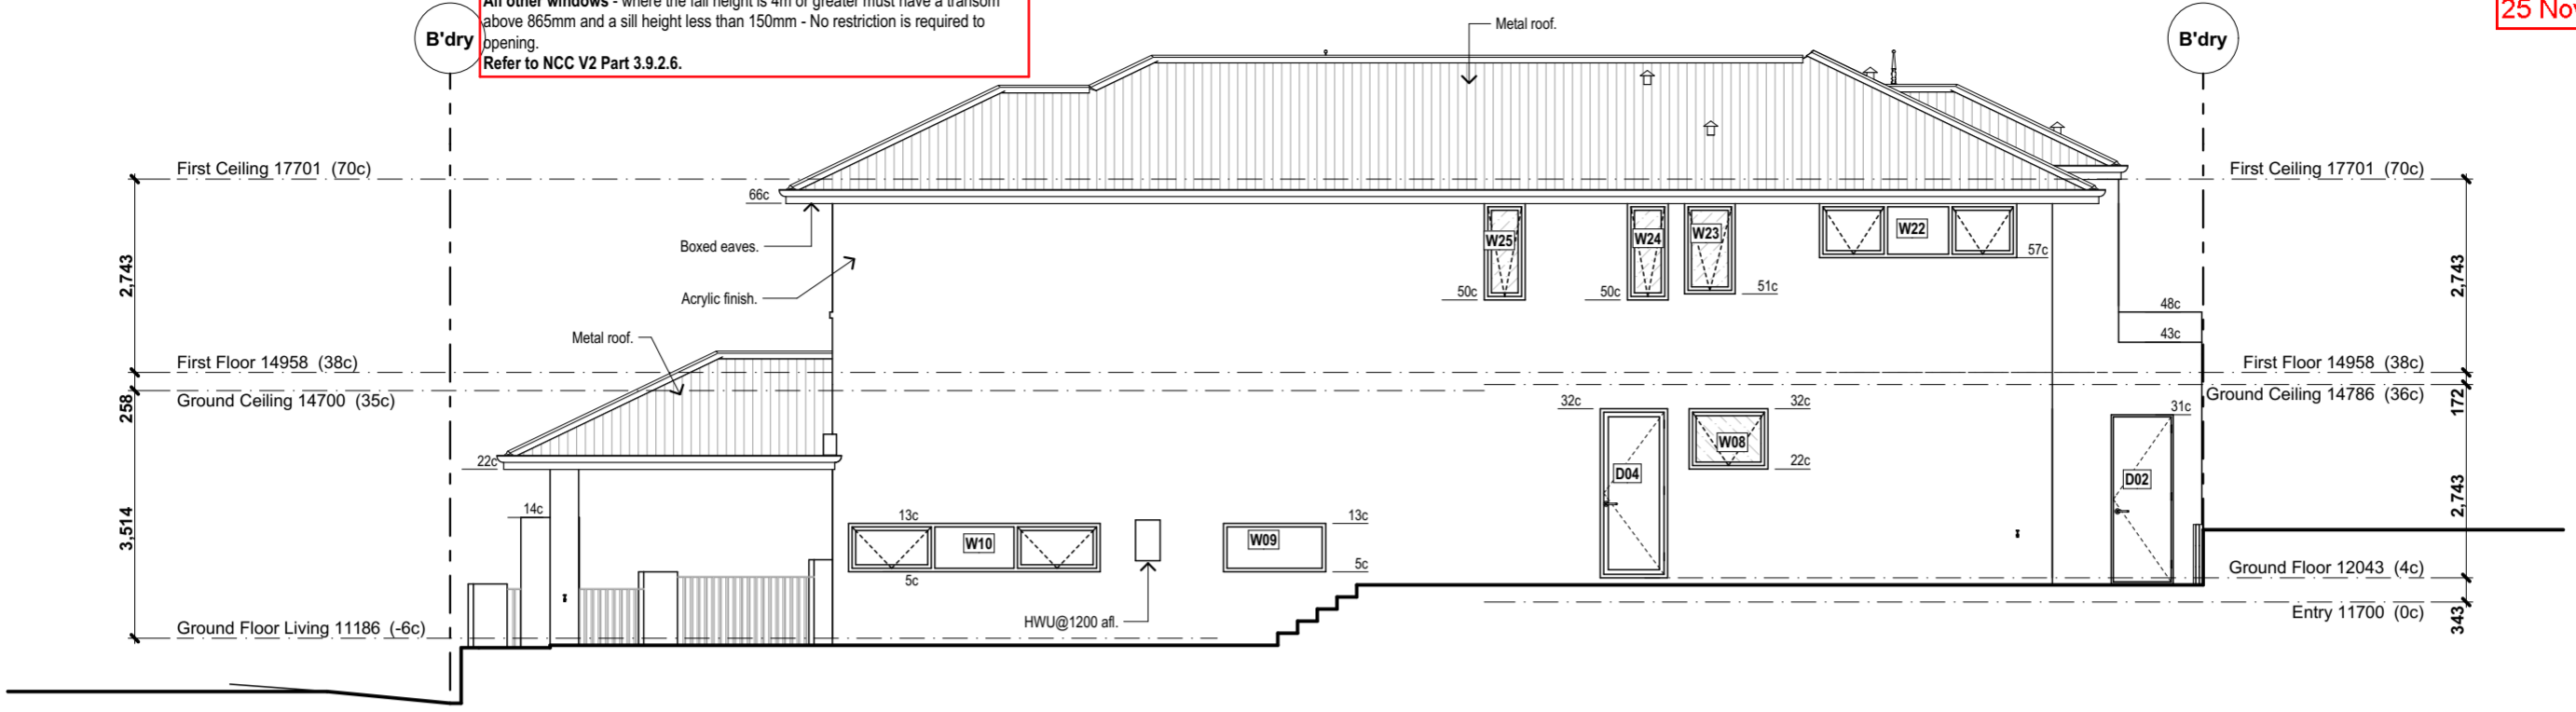 All other windows - where the fall height is 4m or greater must have a transom
above 865mm and a sill height less than 150mm - No restriction is required to
opening.
Refer to NCC V2 Part 3.9.2.6.
25 Nov
B'dry
B'dry
Metal roof.
First Ceiling 17701 (70c)
First Ceiling 17701 (70c)
66c
Boxed eaves.
W25
W24
W23
W22
57c
2,743
2,743
Acrylic finish.
50c
50c
51c
48c
Metal roof.
43c
First Floor 14958 (38c)
First Floor 14958 (38c)
258
Ground Ceiling 14700 (35c)
Ground Ceiling 14786 (36c)
172
32c
32c
31c
W08
22c
22c
D04
D02
3,514
2,743
14c
13c
13c
W10
W09
5c
5c
Ground Floor 12043 (4c)
Entry 11700 (0c)
343
HWU@1200 afl.
Ground Floor Living 11186 (-6c)